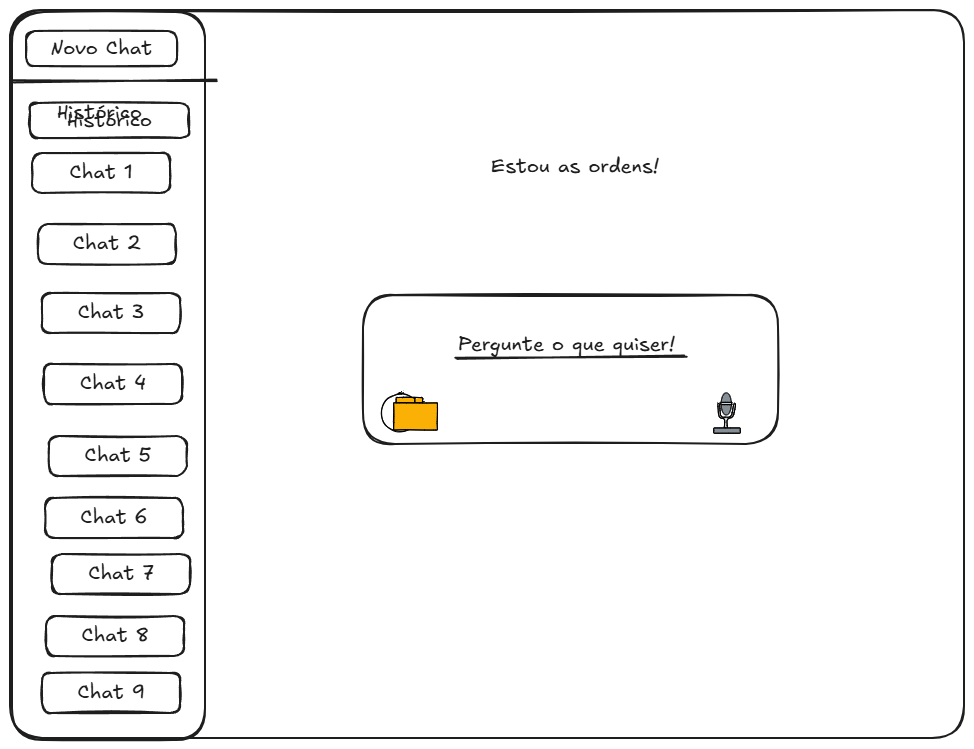 Novo Chat
Histórico
Histórico
Chat 1
Chat 2
Chat 3
Chat 4
Chat 5
Chat 6
Chat 7
Chat 8
Chat 9
Estou as ordens!
Pergunte o que quiser!